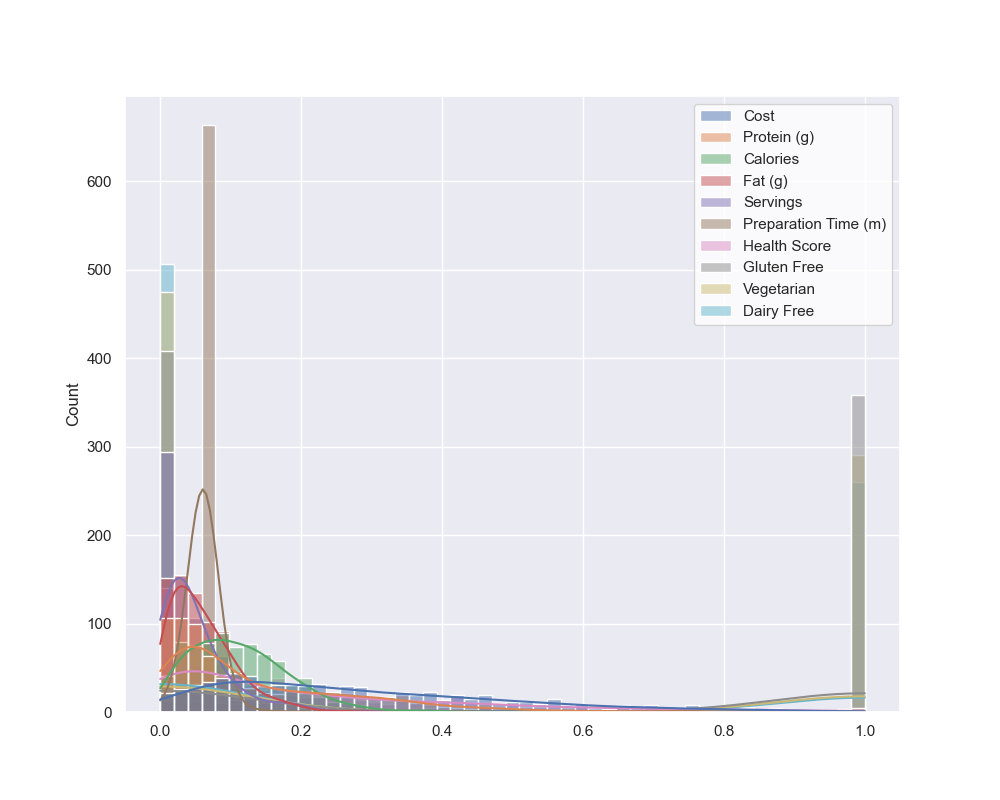 Cost
Protein (g)
Calories
Fat (g)
Servings
Preparation Time (m)
Health Score
Gluten Free
Vegetarian
Dairy Free
Count
600
500
400
300
200
100
0
0.0 0.2 0.4 0.6 0.8 1.0